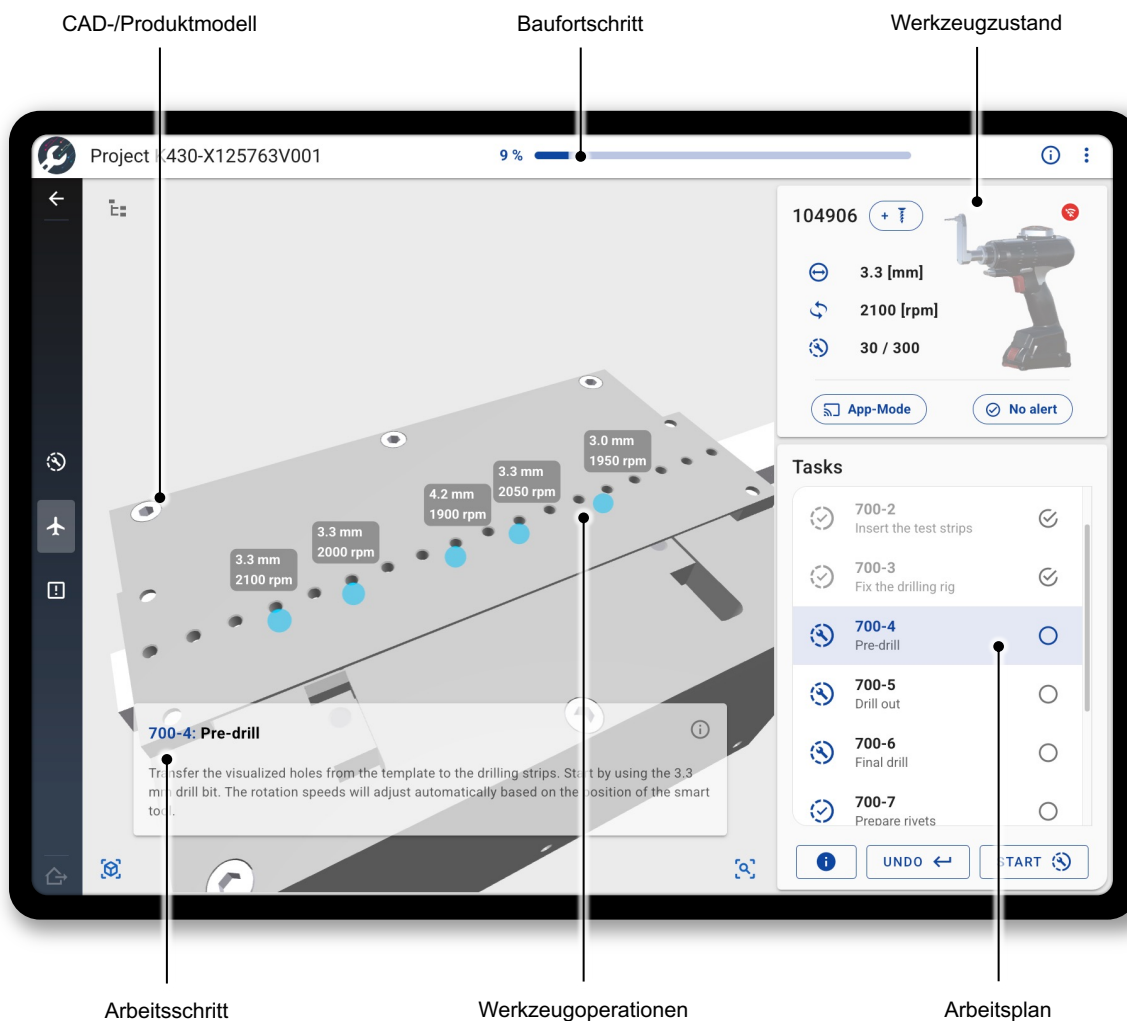 CAD-/Produktmodell
Baufortschritt
Werkzeugzustand
Project K430-X125763V001
9 %
104906
+
3.3 [mm]
2100 [rpm]
30 / 300
App-Mode
No alert
3.0 mm
1950 rpm
3.3 mm
2050 rpm
4.2 mm
1900 rpm
3.3 mm
2000 rpm
3.3 mm
2100 rpm
Tasks
700-2
Insert the test strips
700-3
Fix the drilling rig
700-4
Pre-drill
700-5
Drill out
700-6
Final drill
700-7
Prepare rivets
700-4: Pre-drill
Transfer the visualized holes from the template to the drilling strips. Start by using the 3.3
mm drill bit. The rotation speeds will adjust automatically based on the position of the smart
tool.
UNDO
START
Arbeitsschritt
Werkzeugoperationen
Arbeitsplan